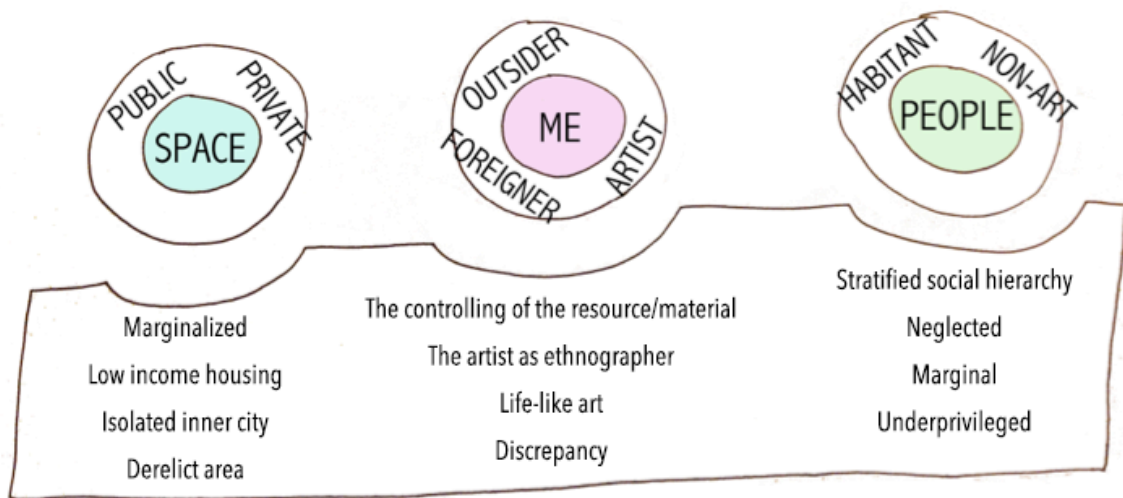 PUBLIC
PRIVATE
SPACE
OUTSIDER
FOREIGNER
ARTIST
ME
HABITANT
NON-ART
PEOPLE
Marginalized
Low income housing
Isolated inner city
Derelict area
The controlling of the resource/material
The artist as ethnographer
Life-like art
Discrepancy
Stratified social hierarchy
Neglected
Marginal
Underprivileged